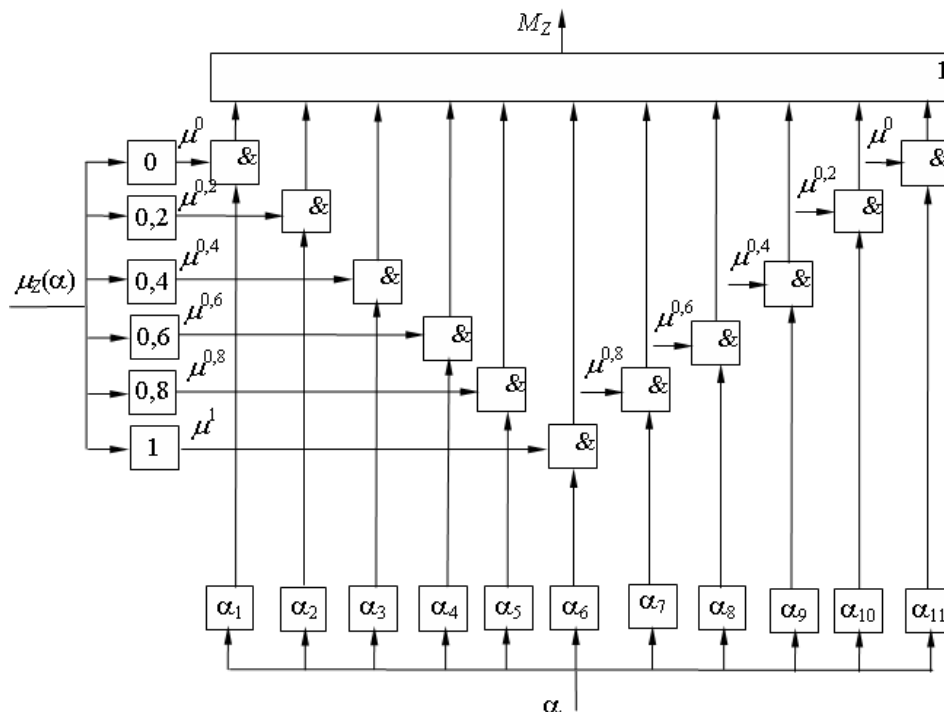 M_Z
1
μ^0 & & μ^0
0
μ^{0,2} & & μ^{0,2}
0,2
μ^{0,4} & & μ^{0,4}
μ_Z(α) 0,4
μ^{0,6} & & μ^{0,6}
0,6
μ^{0,8} & & μ^{0,8}
0,8
μ^1 &
1
α_1 α_2 α_3 α_4 α_5 α_6 α_7 α_8 α_9 α_10 α_11
α